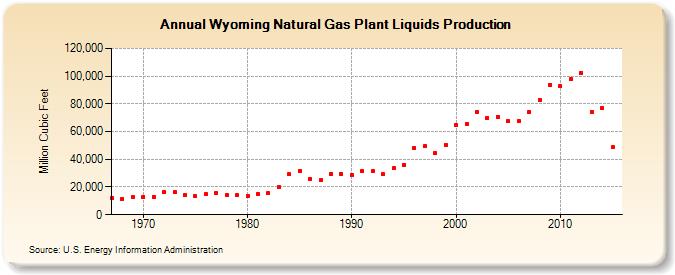 Annual Wyoming Natural Gas Plant Liquids Production
Million Cubic Feet
120,000
100,000
80,000
60,000
40,000
20,000
0
1970 1980 1990 2000 2010
Source: U.S. Energy Information Administration